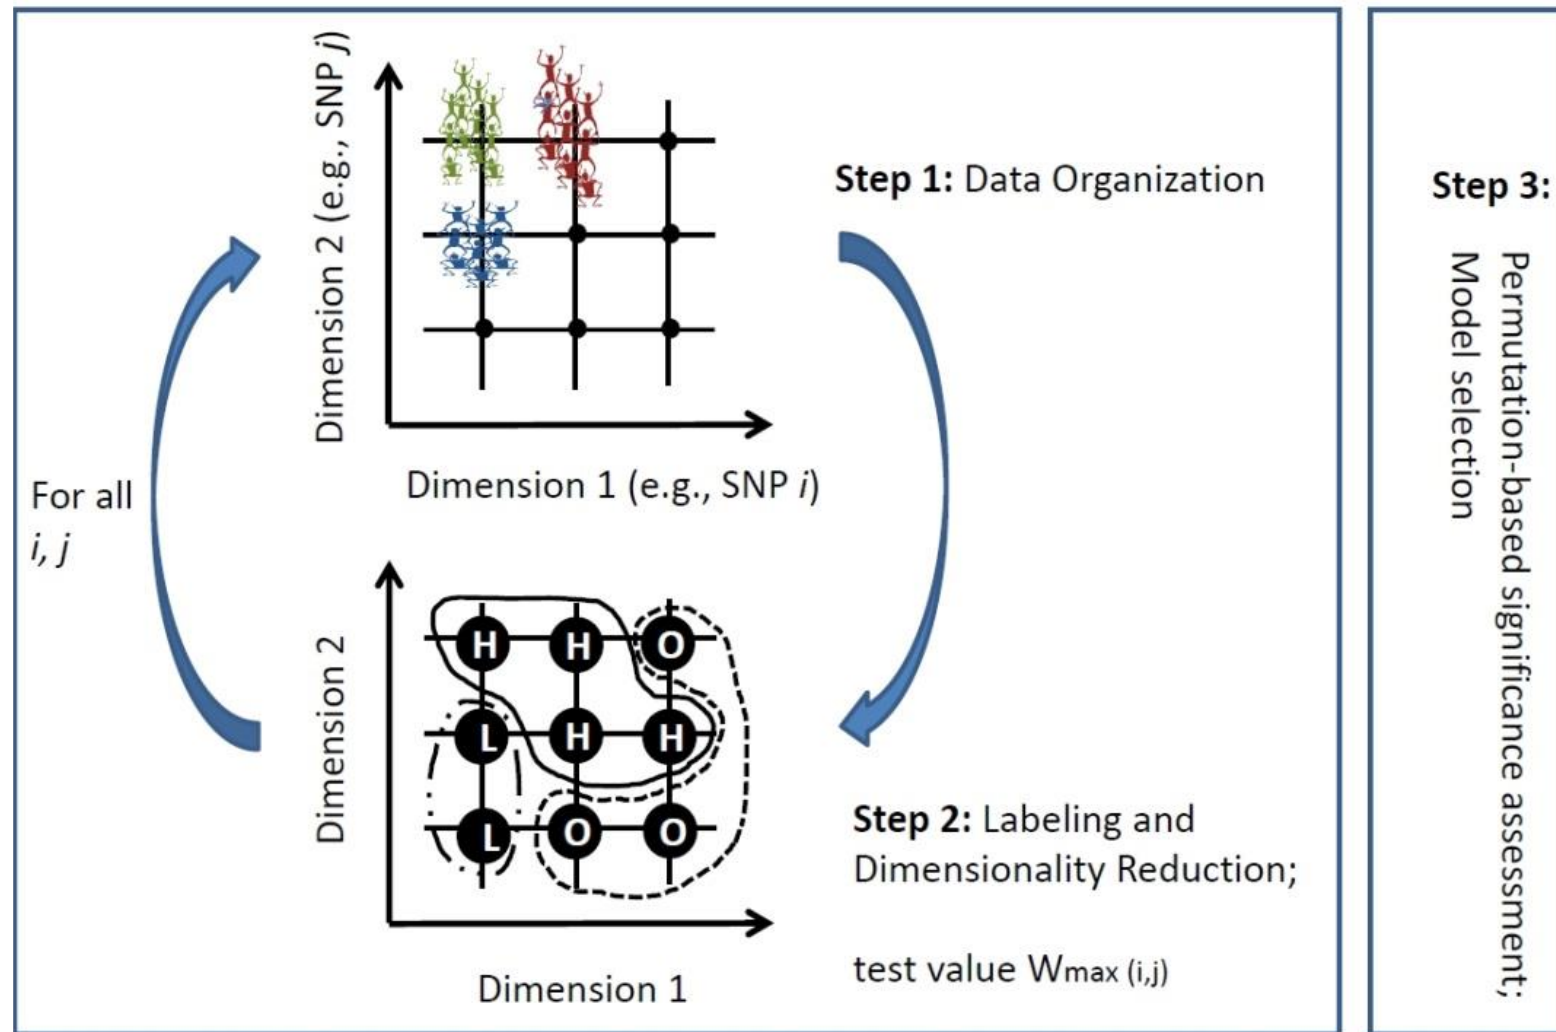 Dimension 2 (e.g., SNP j)
Dimension 1 (e.g., SNP i)
Step 1: Data Organization
For all
i, j
Dimension 2
H H O
L H H
L O O
Dimension 1
Step 2: Labeling and
Dimensionality Reduction;
test value Wmax (i,j)
Step 3:
Permutation-based significance assessment;
Model selection